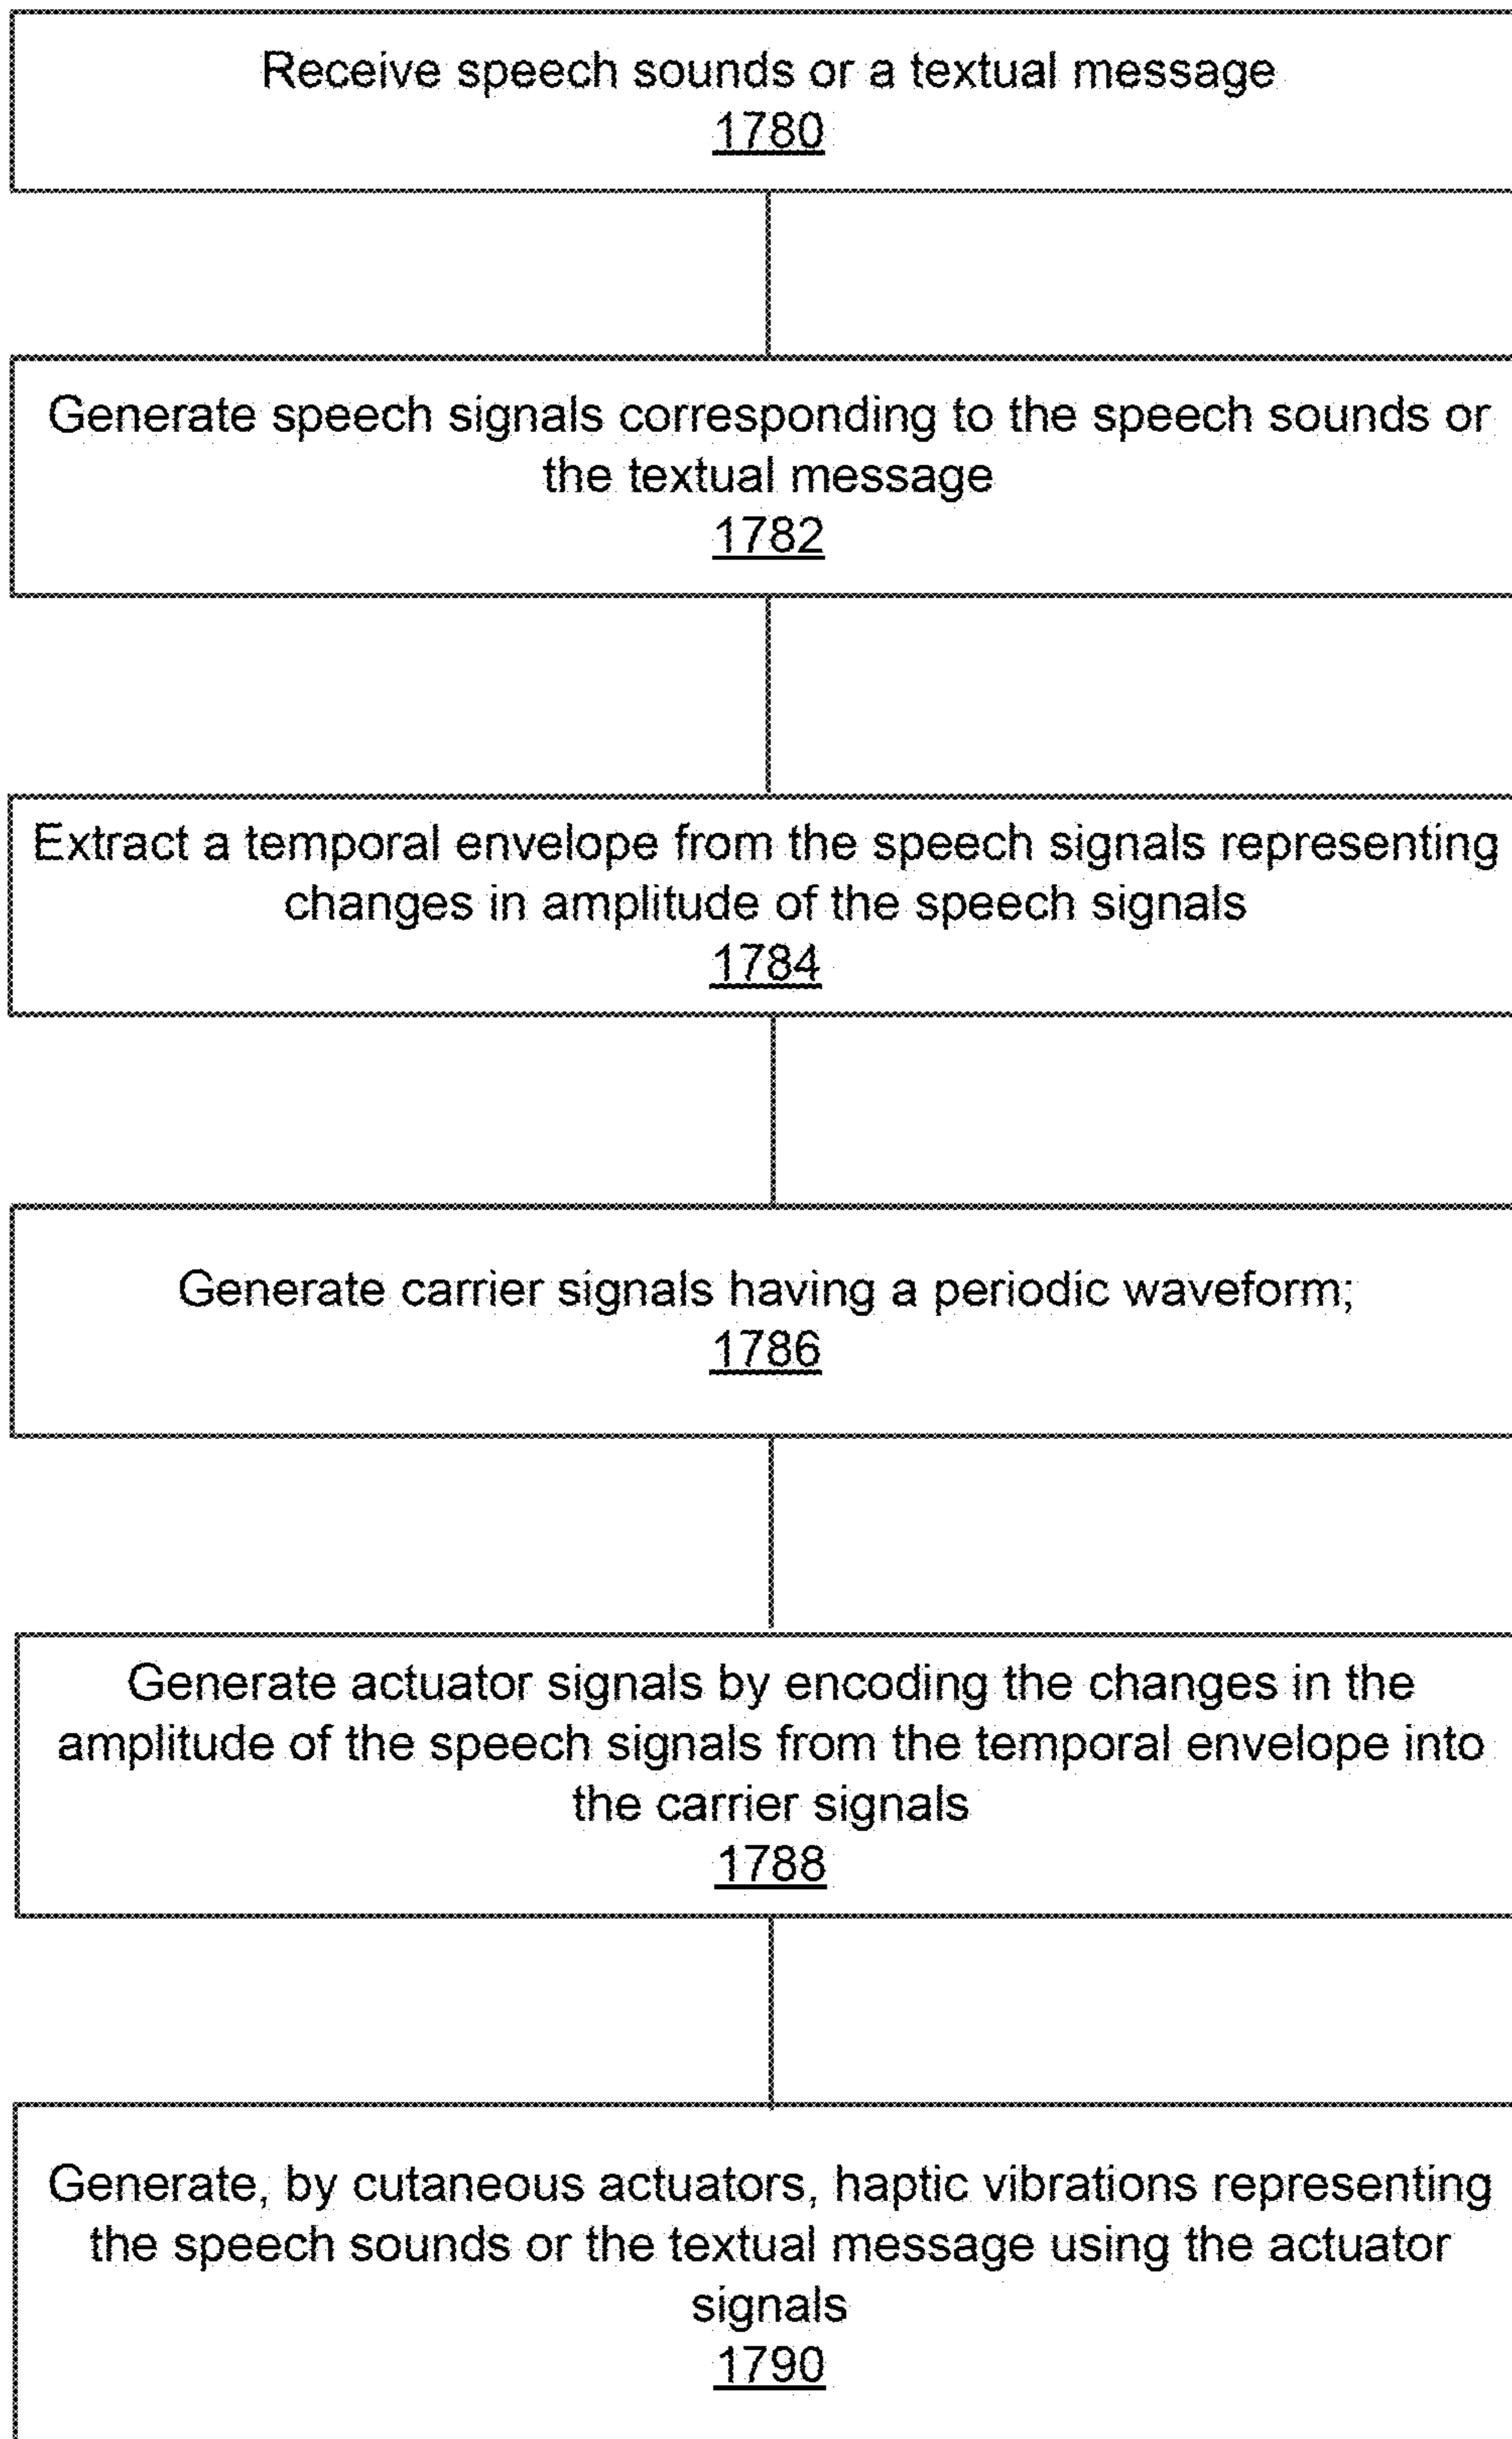 Receive speech sounds or a textual message
1780
Generate speech signals corresponding to the speech sounds or
the textual message
1782
Extract a temporal envelope from the speech signals representing
changes in amplitude of the speech signals
1784
Generate carrier signals having a periodic waveform;
1786
Generate actuator signals by encoding the changes in the
amplitude of the speech signals from the temporal envelope into
the carrier signals
1788
Generate, by cutaneous actuators, haptic vibrations representing
the speech sounds or the textual message using the actuator
signals
1790